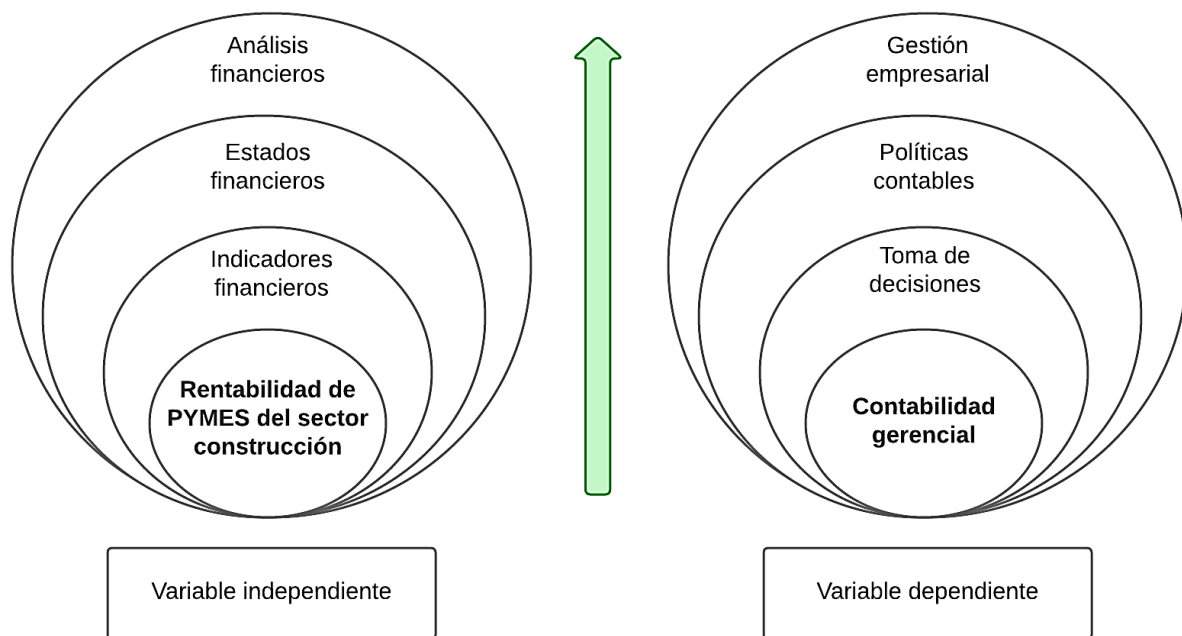 Análisis
financieros
Estados
financieros
Indicadores
financieros
Rentabilidad de
PYMES del sector
construcción
Variable independiente
Gestión
empresarial
Políticas
contables
Toma de
decisiones
Contabilidad
gerencial
Variable dependiente